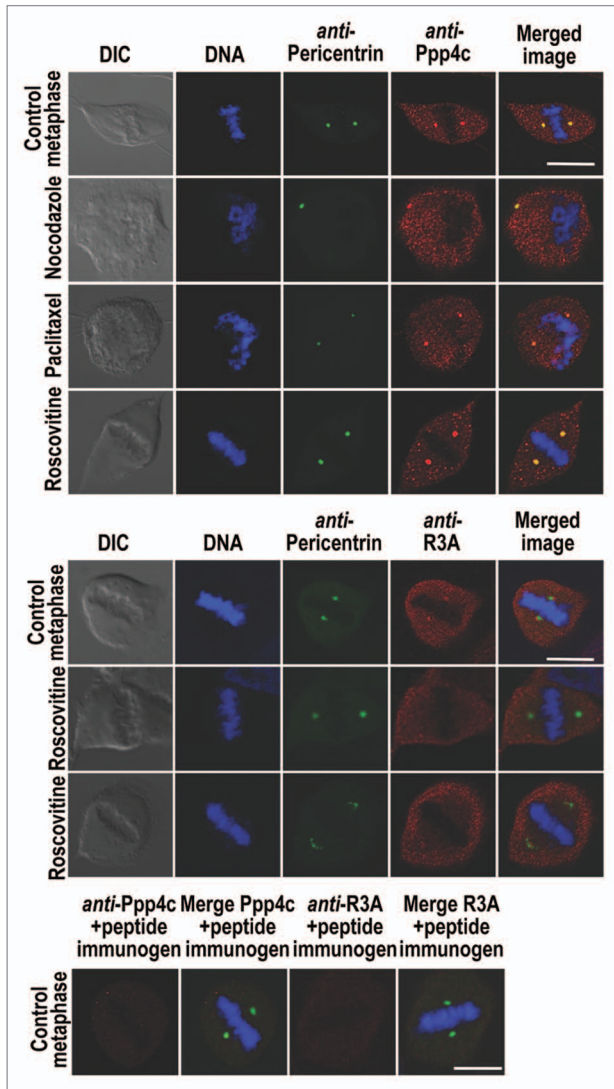 DIC DNA anti-Pericentrin anti-Ppp4c Merged image
Control metaphase
Nocodazole
Paclitaxel
Roscovitine
DIC DNA anti-Pericentrin anti-R3A Merged image
Control metaphase
Roscovitine
Roscovitine
anti-Ppp4c Merge Ppp4c anti-R3A Merge R3A
+peptide +peptide +peptide +peptide
immunogen immunogen immunogen immunogen
Control metaphase